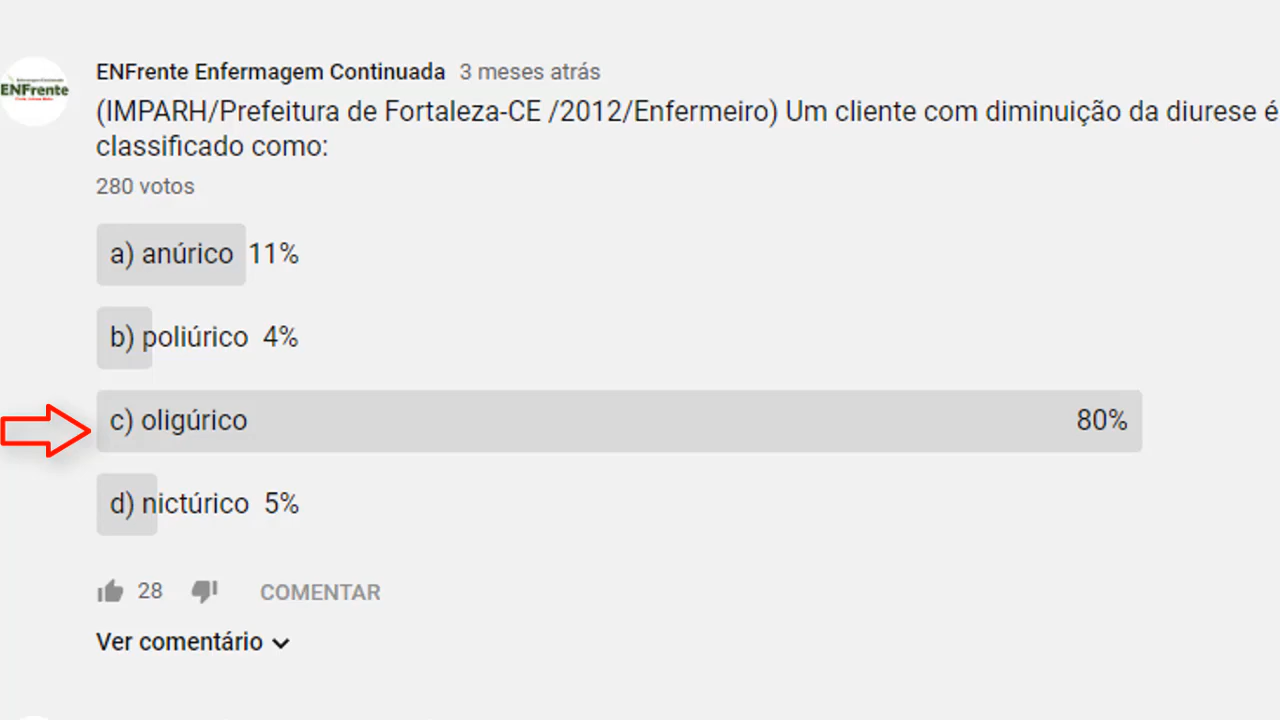 ENFrente
ENFrente Enfermagem Continuada 3 meses atrás
(IMPARH/Prefeitura de Fortaleza-CE /2012/Enfermeiro) Um cliente com diminuição da diurese é
classificado como:
280 votos
a) anúrico 11%
b) poliúrico 4%
c) oligúrico 80%
d) nictúrico 5%
28 COMENTAR
Ver comentário